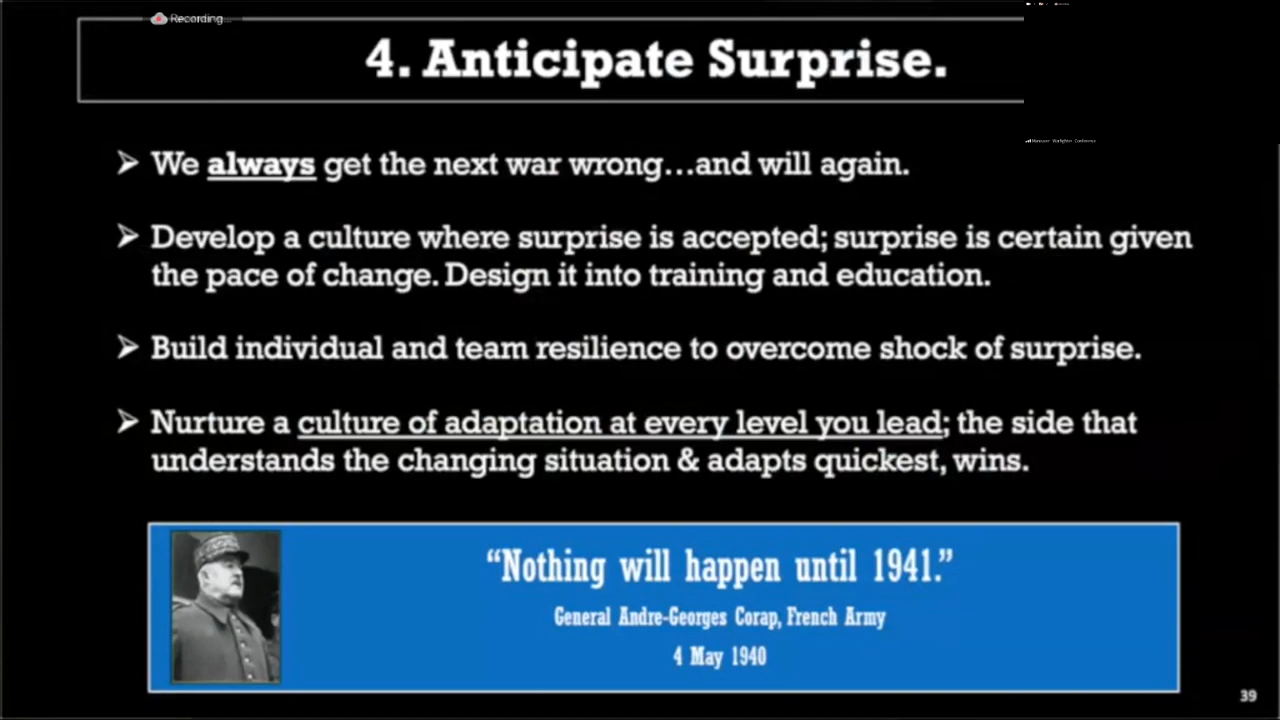 Recording...
4. Anticipate Surprise.
Maneuver Warfighter Conference
➢ We always get the next war wrong...and will again.
➢ Develop a culture where surprise is accepted; surprise is certain given
the pace of change. Design it into training and education.
➢ Build individual and team resilience to overcome shock of surprise.
➢ Nurture a culture of adaptation at every level you lead; the side that
understands the changing situation & adapts quickest, wins.
“Nothing will happen until 1941.”
General Andre-Georges Corap, French Army
4 May 1940
39